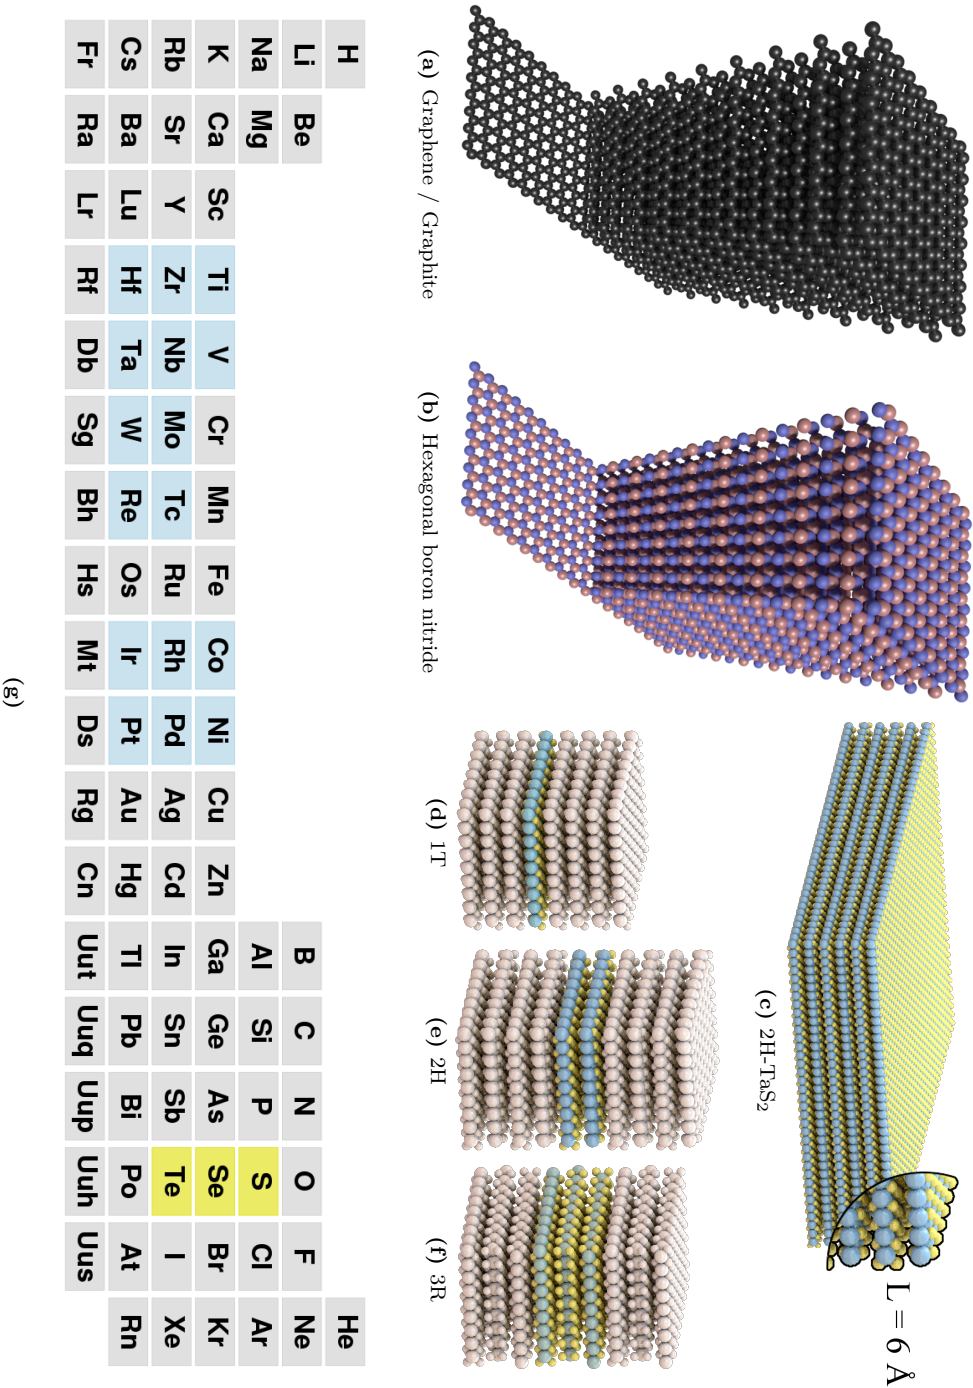 (a) Graphene / Graphite
(b) Hexagonal boron nitride
L = 6 Å
(c) 2H-TaS2
(d) 1T
(e) 2H
(f) 3R
H He
Li Be B C N O F Ne
Na Mg Al Si P S Cl Ar
K Ca Sc Ti V Cr Mn Fe Co Ni Cu Zn Ga Ge As Se Br Kr
Rb Sr Y Zr Nb Mo Tc Ru Rh Pd Ag Cd In Sn Sb Te I Xe
Cs Ba Lu Hf Ta W Re Os Ir Pt Au Hg Tl Pb Bi Po At Rn
Fr Ra Lr Rf Db Sg Bh Hs Mt Ds Rg Cn Uut Uuq Uup Uuh Uus
(g)